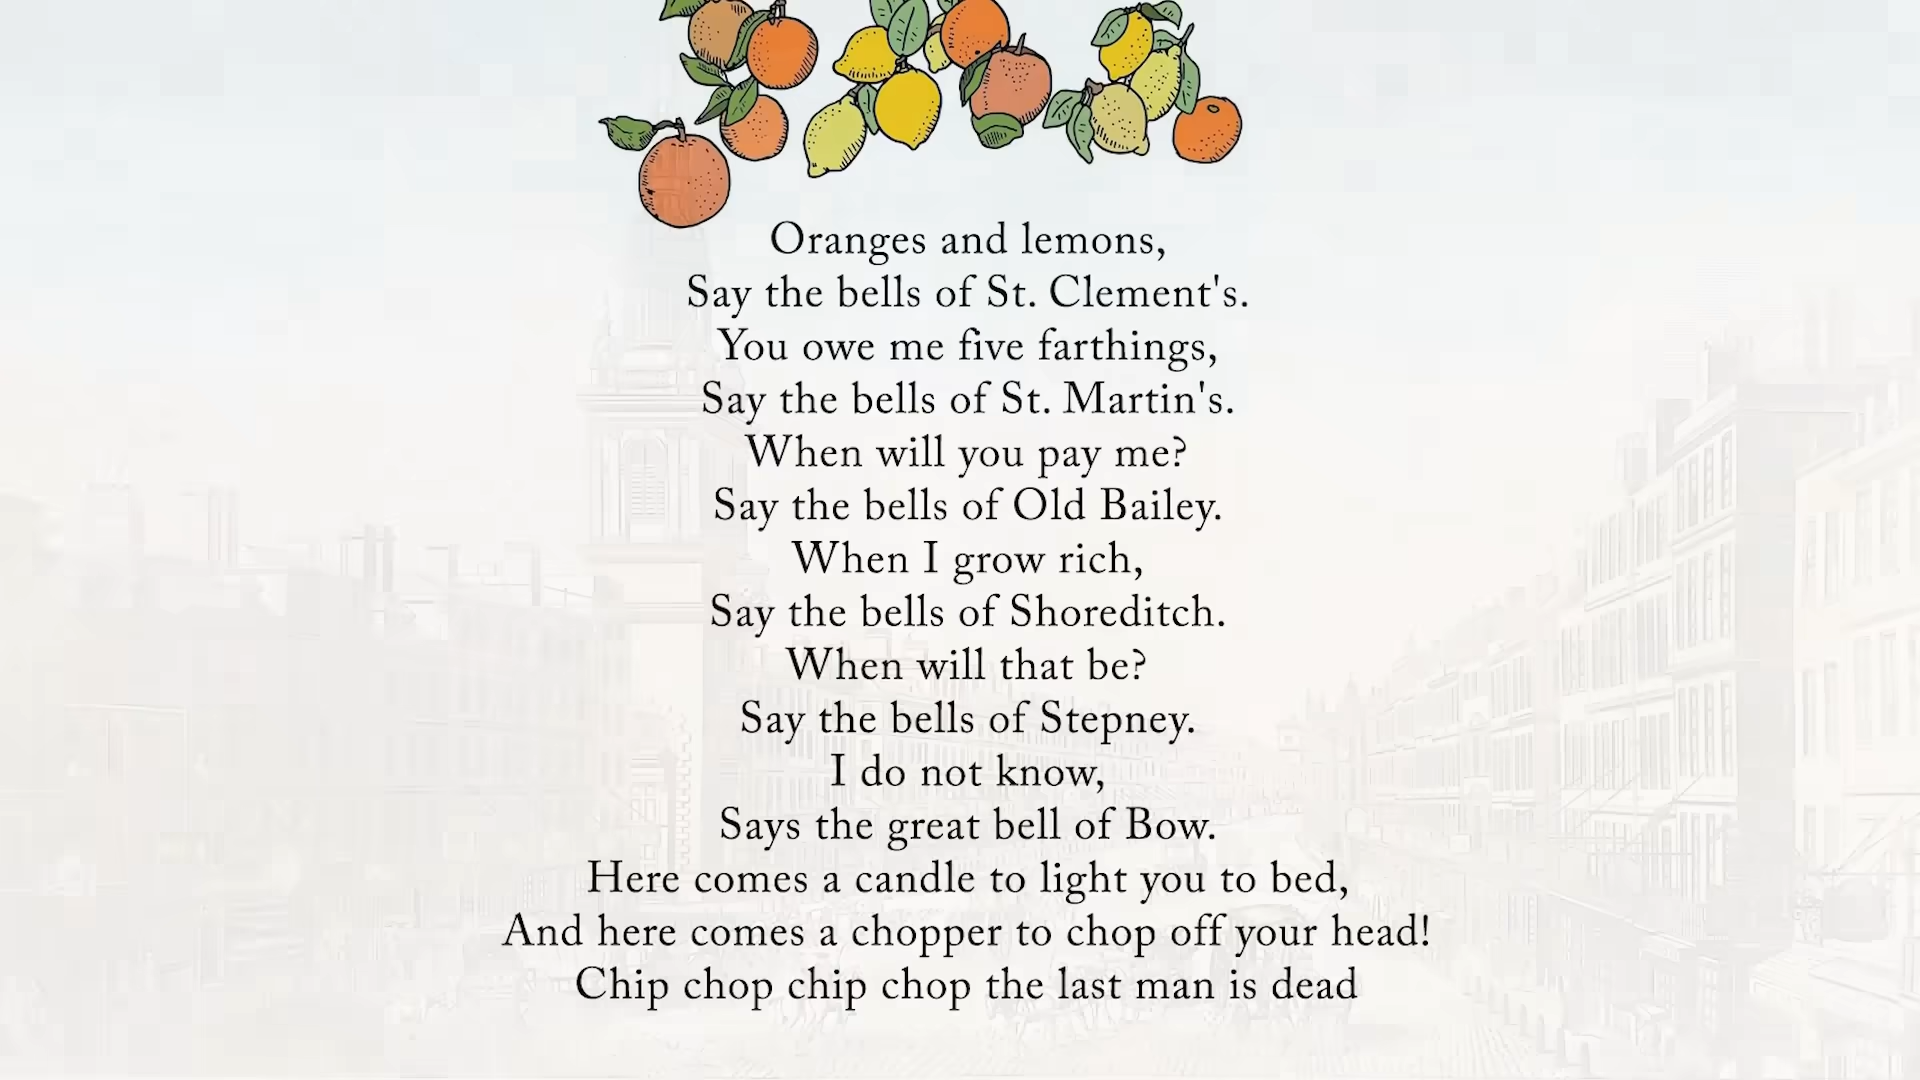 Oranges and lemons,
Say the bells of St. Clement's.
You owe me five farthings,
Say the bells of St. Martin's.
When will you pay me?
Say the bells of Old Bailey.
When I grow rich,
Say the bells of Shoreditch.
When will that be?
Say the bells of Stepney.
I do not know,
Says the great bell of Bow.
Here comes a candle to light you to bed,
And here comes a chopper to chop off your head!
Chip chop chip chop the last man is dead